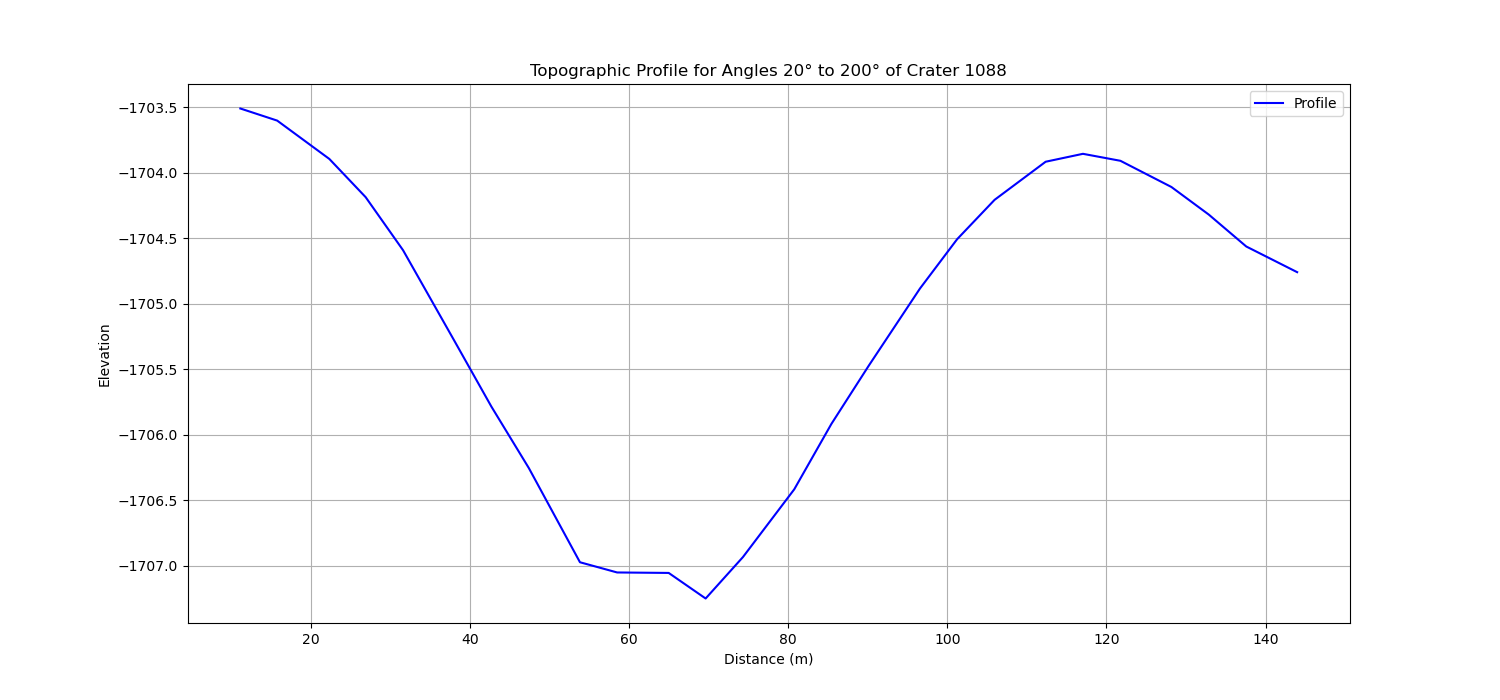 Topographic Profile for Angles 20° to 200° of Crater 1088
Profile
−1703.5
−1704.0
−1704.5
−1705.0
−1705.5
−1706.0
−1706.5
−1707.0
Elevation
20 40 60 80 100 120 140
Distance (m)